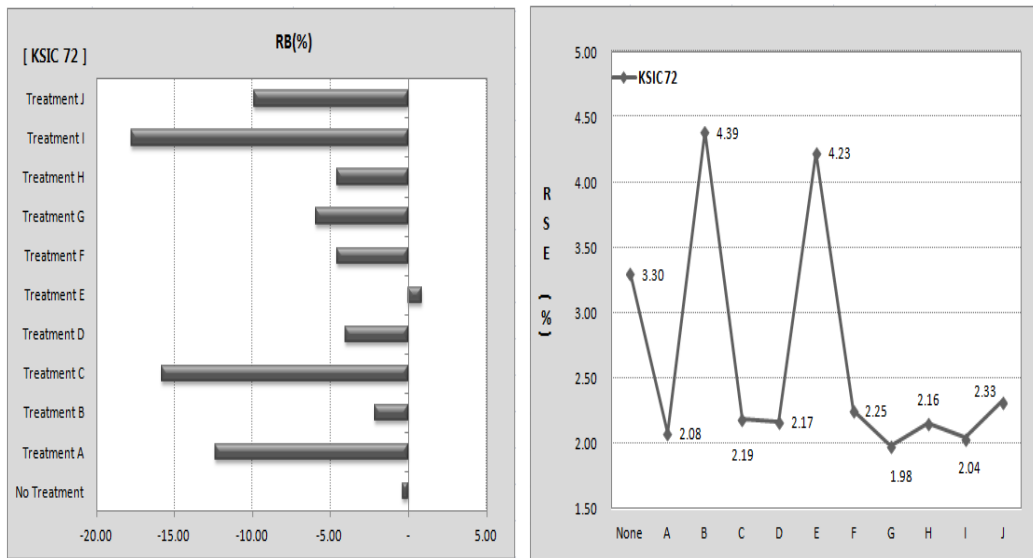 RB(%)
[ KSIC 72 ]
Treatment J
Treatment I
Treatment H
Treatment G
Treatment F
Treatment E
Treatment D
Treatment C
Treatment B
Treatment A
No Treatment
-20.00 -15.00 -10.00 -5.00 - 5.00
5.00
4.50
4.00
3.50
3.00
2.50
2.00
1.50
RSE (%)
KSIC 72
3.30
2.08
4.39
2.19
2.17
4.23
2.25
1.98
2.16
2.04
2.33
None A B C D E F G H I J